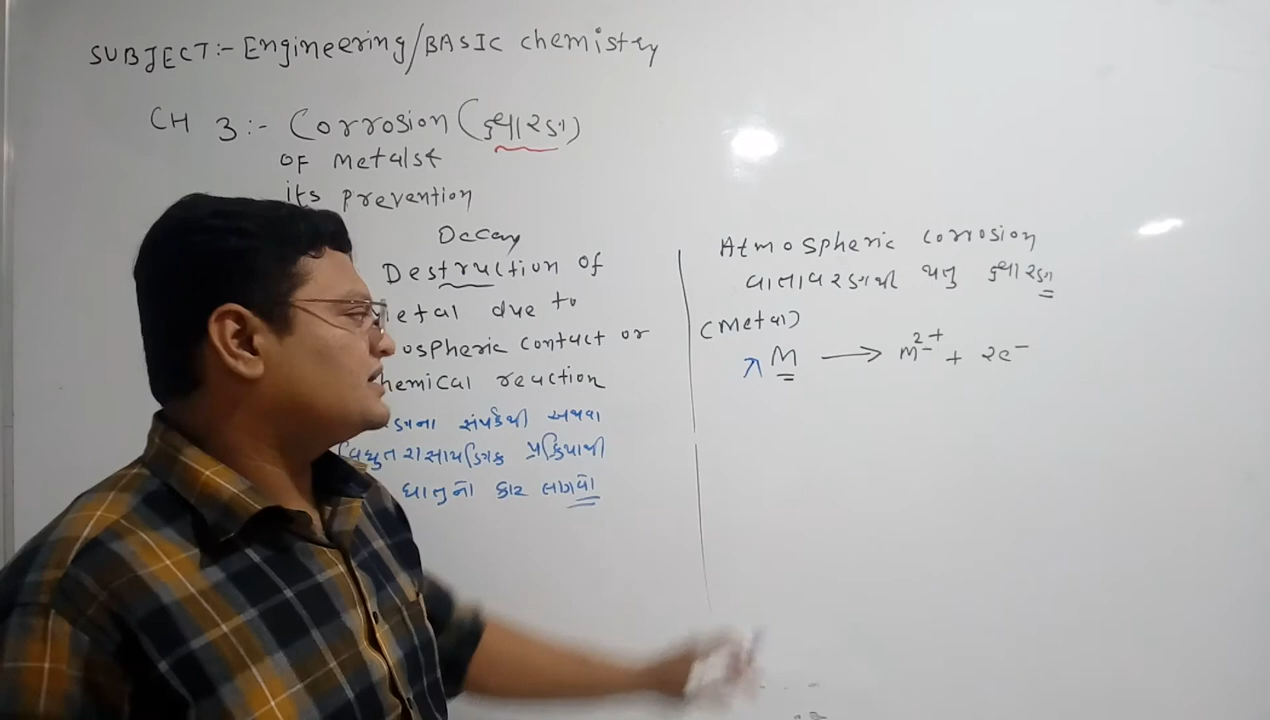 SUBJECT:- Engineering/BASIC chemistry
CH 3:- Corrosion (ક્ષારણ)
OF metals &
its prevention
Decay
Destruction of
metal due to
ospheric contact or
hemical reaction
સંપર્કથી અથવા
વિધુત રાસાયણિક પ્રક્રિયાથી
ધાતુને કાટ લાગવો
Atmospheric corrosion
વાતાવરણથી થતુ ક્ષારણ
(Metal)
M → m²⁺ + 2e⁻